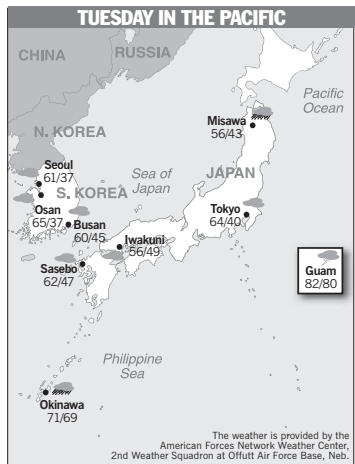 TUESDAY IN THE PACIFIC
CHINA
RUSSIA
Pacific
Ocean
Misawa
56/43
N. KOREA
Seoul
61/37
Sea of
Japan
JAPAN
S. KOREA
Osan
65/37
Busan
60/45
Tokyo
64/40
Iwakuni
56/49
Sasebo
62/47
Guam
82/80
Philippine
Sea
Okinawa
71/69
The weather is provided by the
American Forces Network Weather Center,
2nd Weather Squadron at Offutt Air Force Base, Neb.